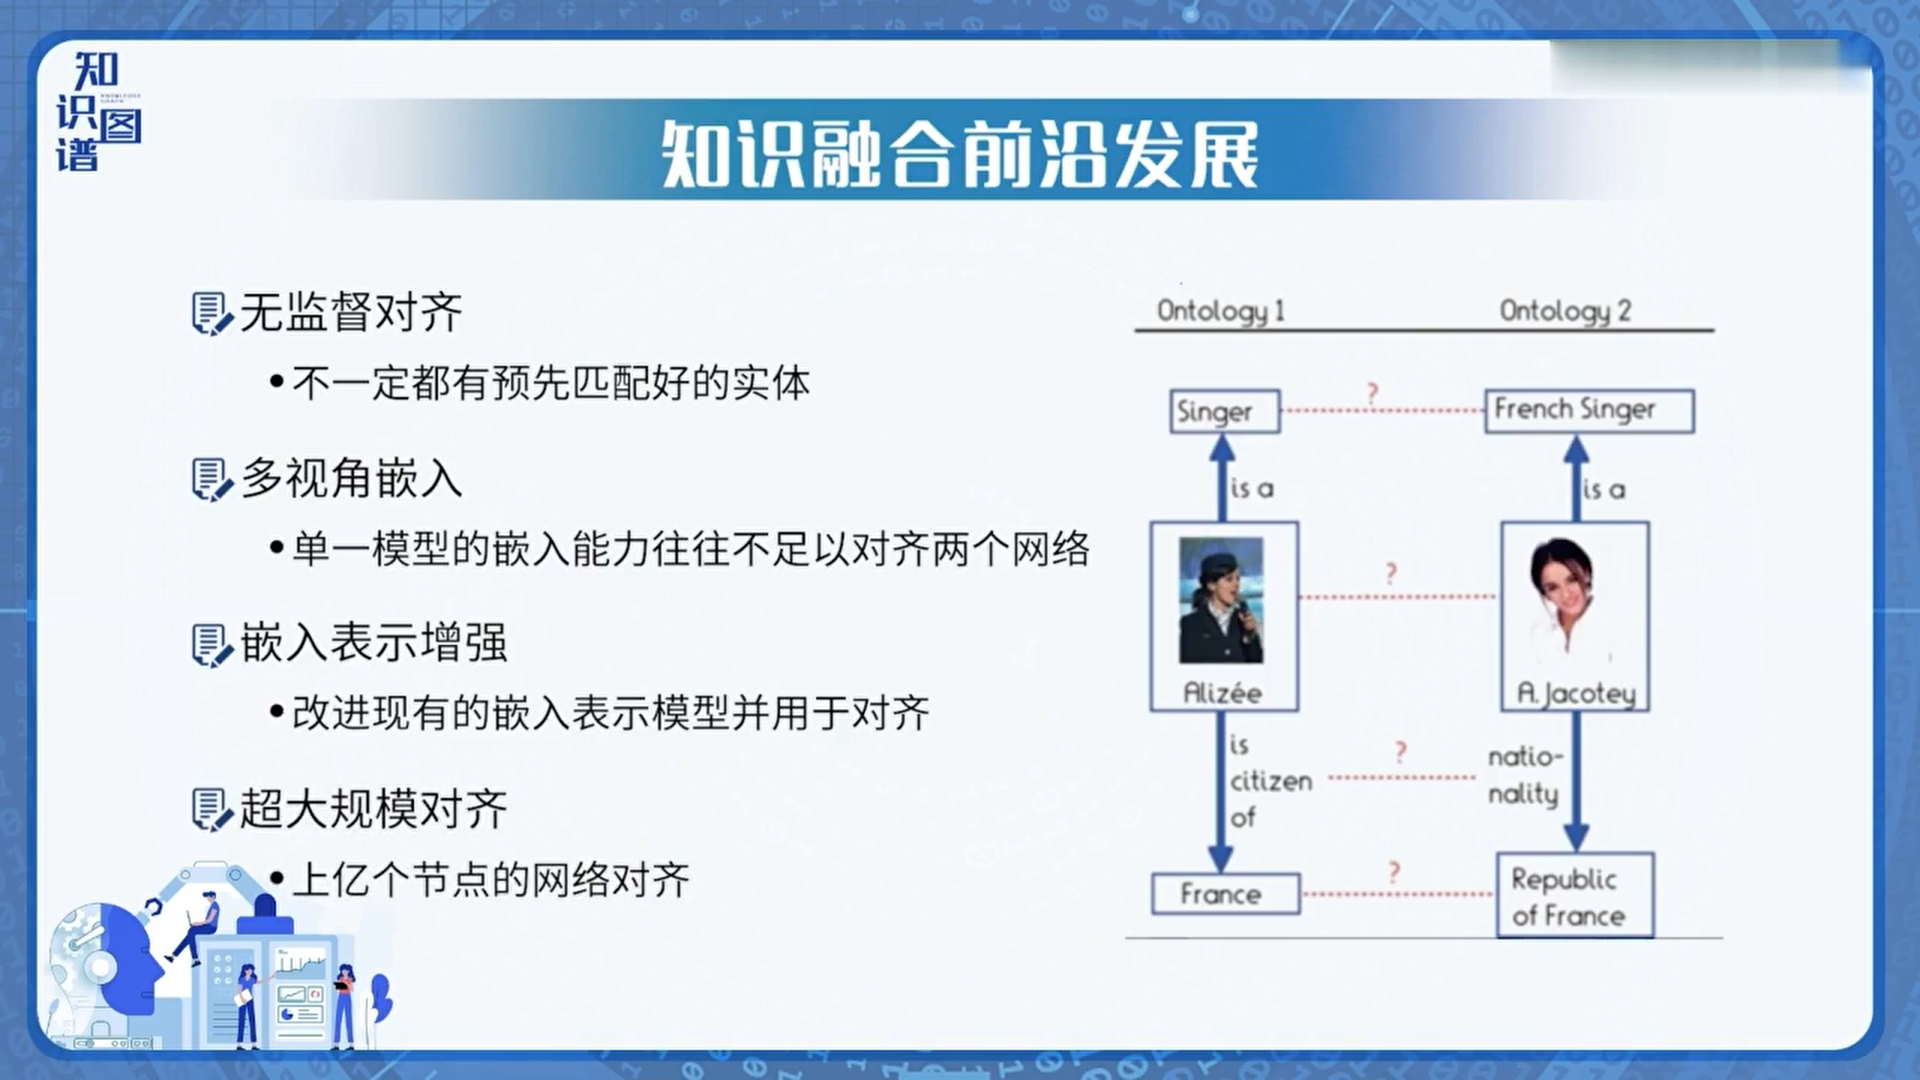 知
识图
谱
KNOWLEDGE
GRAPH
知识融合前沿发展
无监督对齐
•不一定都有预先匹配好的实体
多视角嵌入
•单一模型的嵌入能力往往不足以对齐两个网络
嵌入表示增强
•改进现有的嵌入表示模型并用于对齐
超大规模对齐
•上亿个节点的网络对齐
Ontology 1 Ontology 2
Singer ? French Singer
is a is a
?
Alizée A. Jacotey
is
citizen
of
?
natio-
nality
France ? Republic
of France